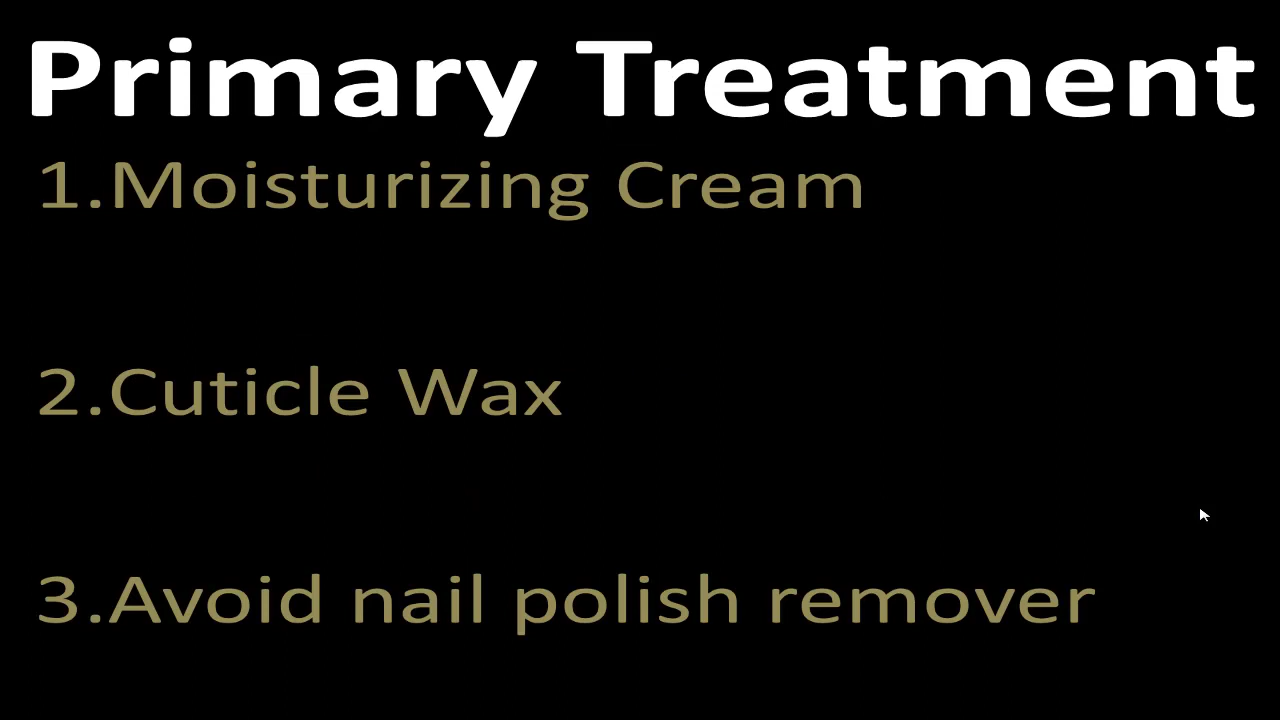 Primary Treatment
1.Moisturizing Cream
2.Cuticle Wax
3.Avoid nail polish remover